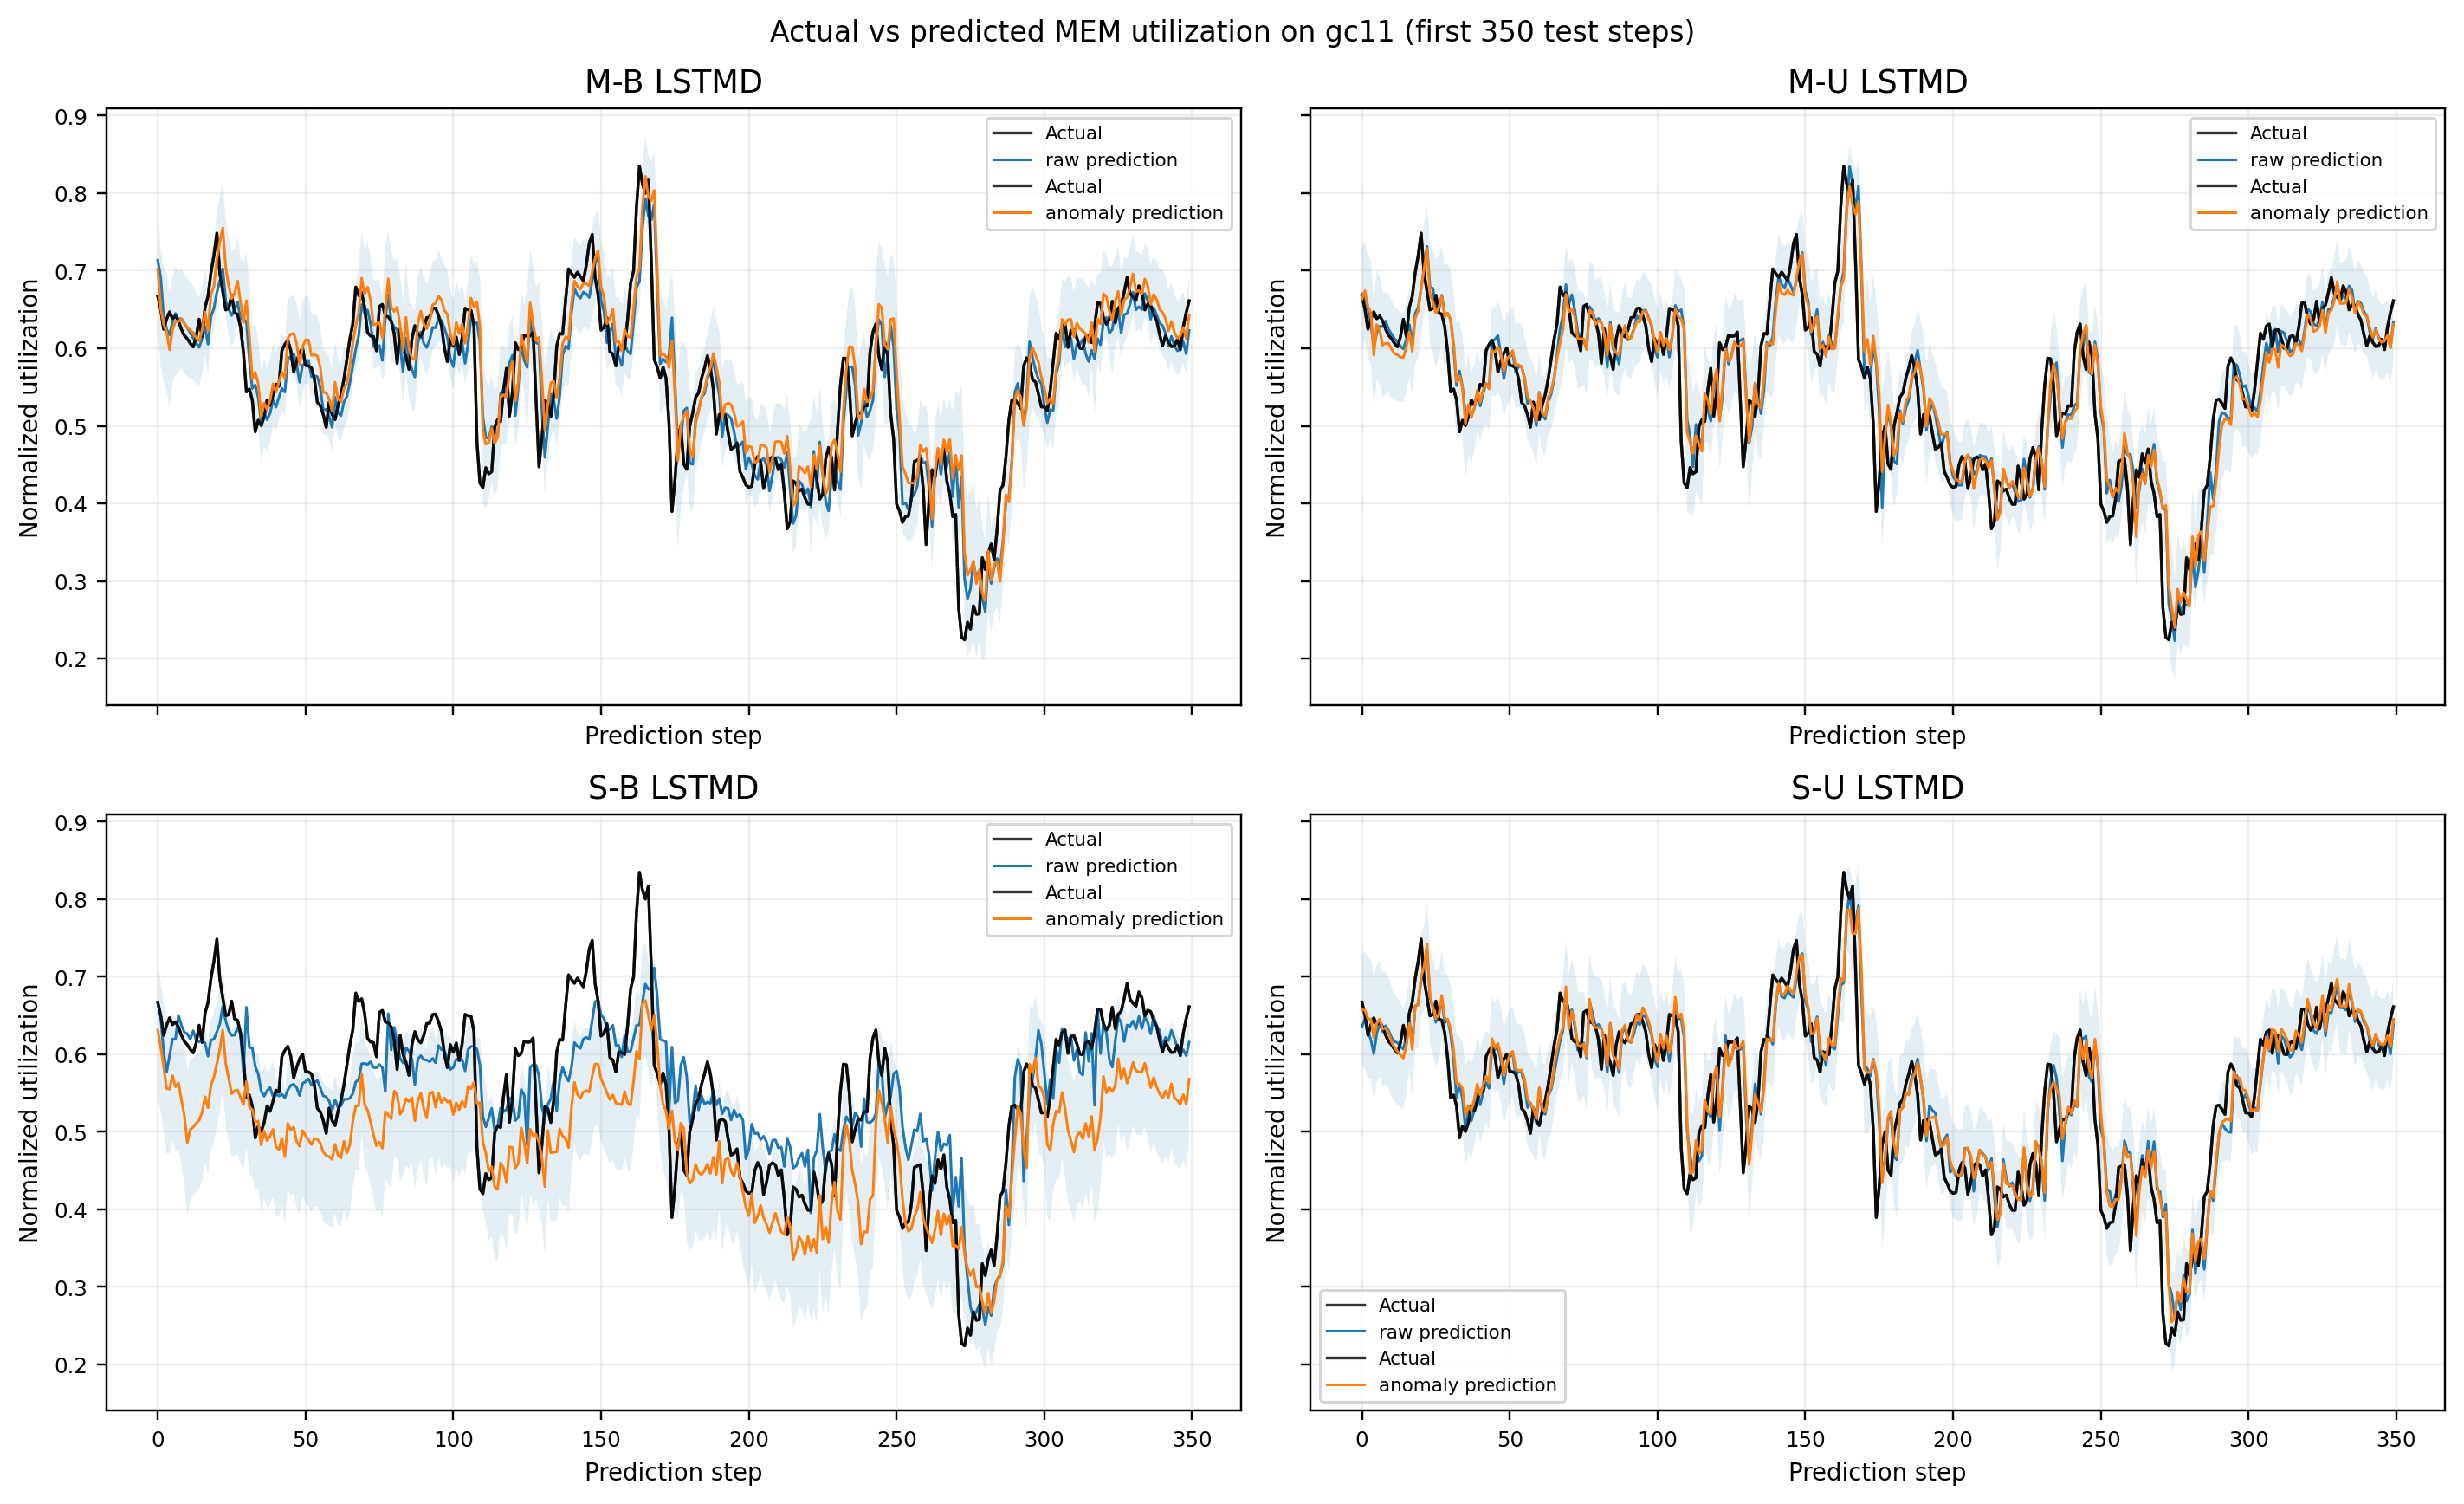 Actual vs predicted MEM utilization on gc11 (first 350 test steps)
M-B LSTMD
Normalized utilization
0.9
0.8
0.7
0.6
0.5
0.4
0.3
0.2
Actual
raw prediction
Actual
anomaly prediction
Prediction step
M-U LSTMD
Normalized utilization
Actual
raw prediction
Actual
anomaly prediction
Prediction step
S-B LSTMD
Normalized utilization
0.9
0.8
0.7
0.6
0.5
0.4
0.3
0.2
Actual
raw prediction
Actual
anomaly prediction
0 50 100 150 200 250 300 350
Prediction step
S-U LSTMD
Normalized utilization
Actual
raw prediction
Actual
anomaly prediction
0 50 100 150 200 250 300 350
Prediction step